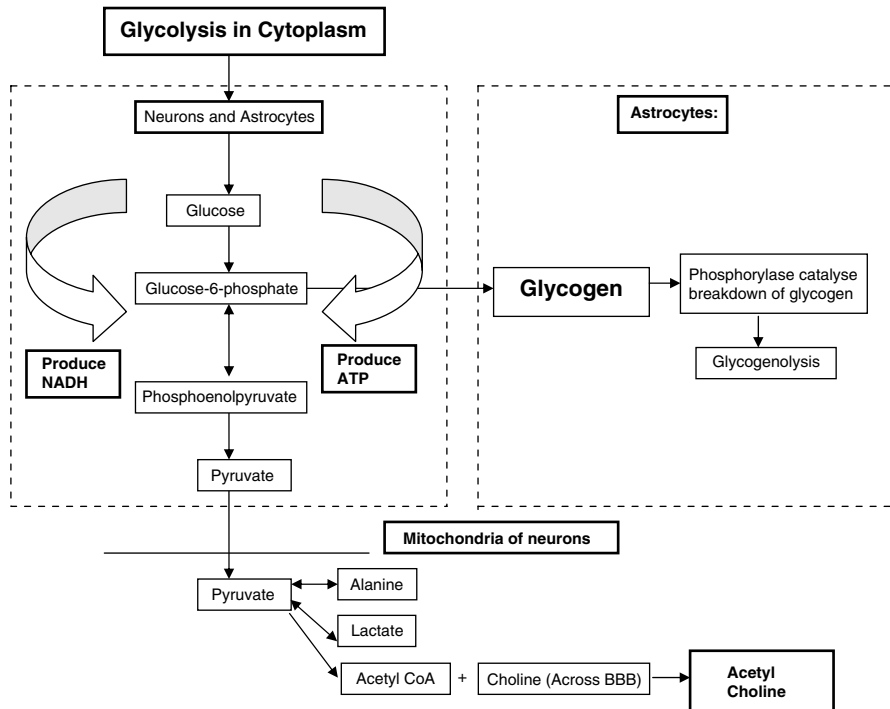 Glycolysis in Cytoplasm
Neurons and Astrocytes
Astrocytes:
Glucose
Glucose-6-phosphate
Glycogen
Phosphorylase catalyse
breakdown of glycogen
Glycogenolysis
Produce
NADH
Produce
ATP
Phosphoenolpyruvate
Pyruvate
Mitochondria of neurons
Pyruvate
Alanine
Lactate
Acetyl CoA
+
Choline (Across BBB)
Acetyl
Choline